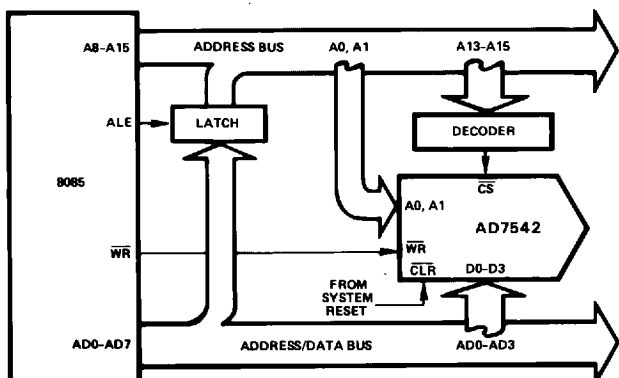 A8–A15
ADDRESS BUS
A0, A1
A13–A15
ALE
LATCH
DECODER
8085
CS
A0, A1
AD7542
WR
WR
CLR
D0–D3
FROM
SYSTEM
RESET
AD0–AD7
ADDRESS/DATA BUS
AD0–AD3